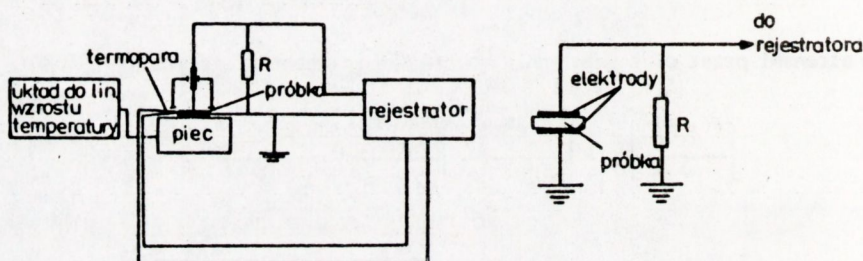 termopara
R
próbka
układ do lin.
wzrostu
temperatury
piec
rejestrator
do
rejestratora
elektrody
R
próbka